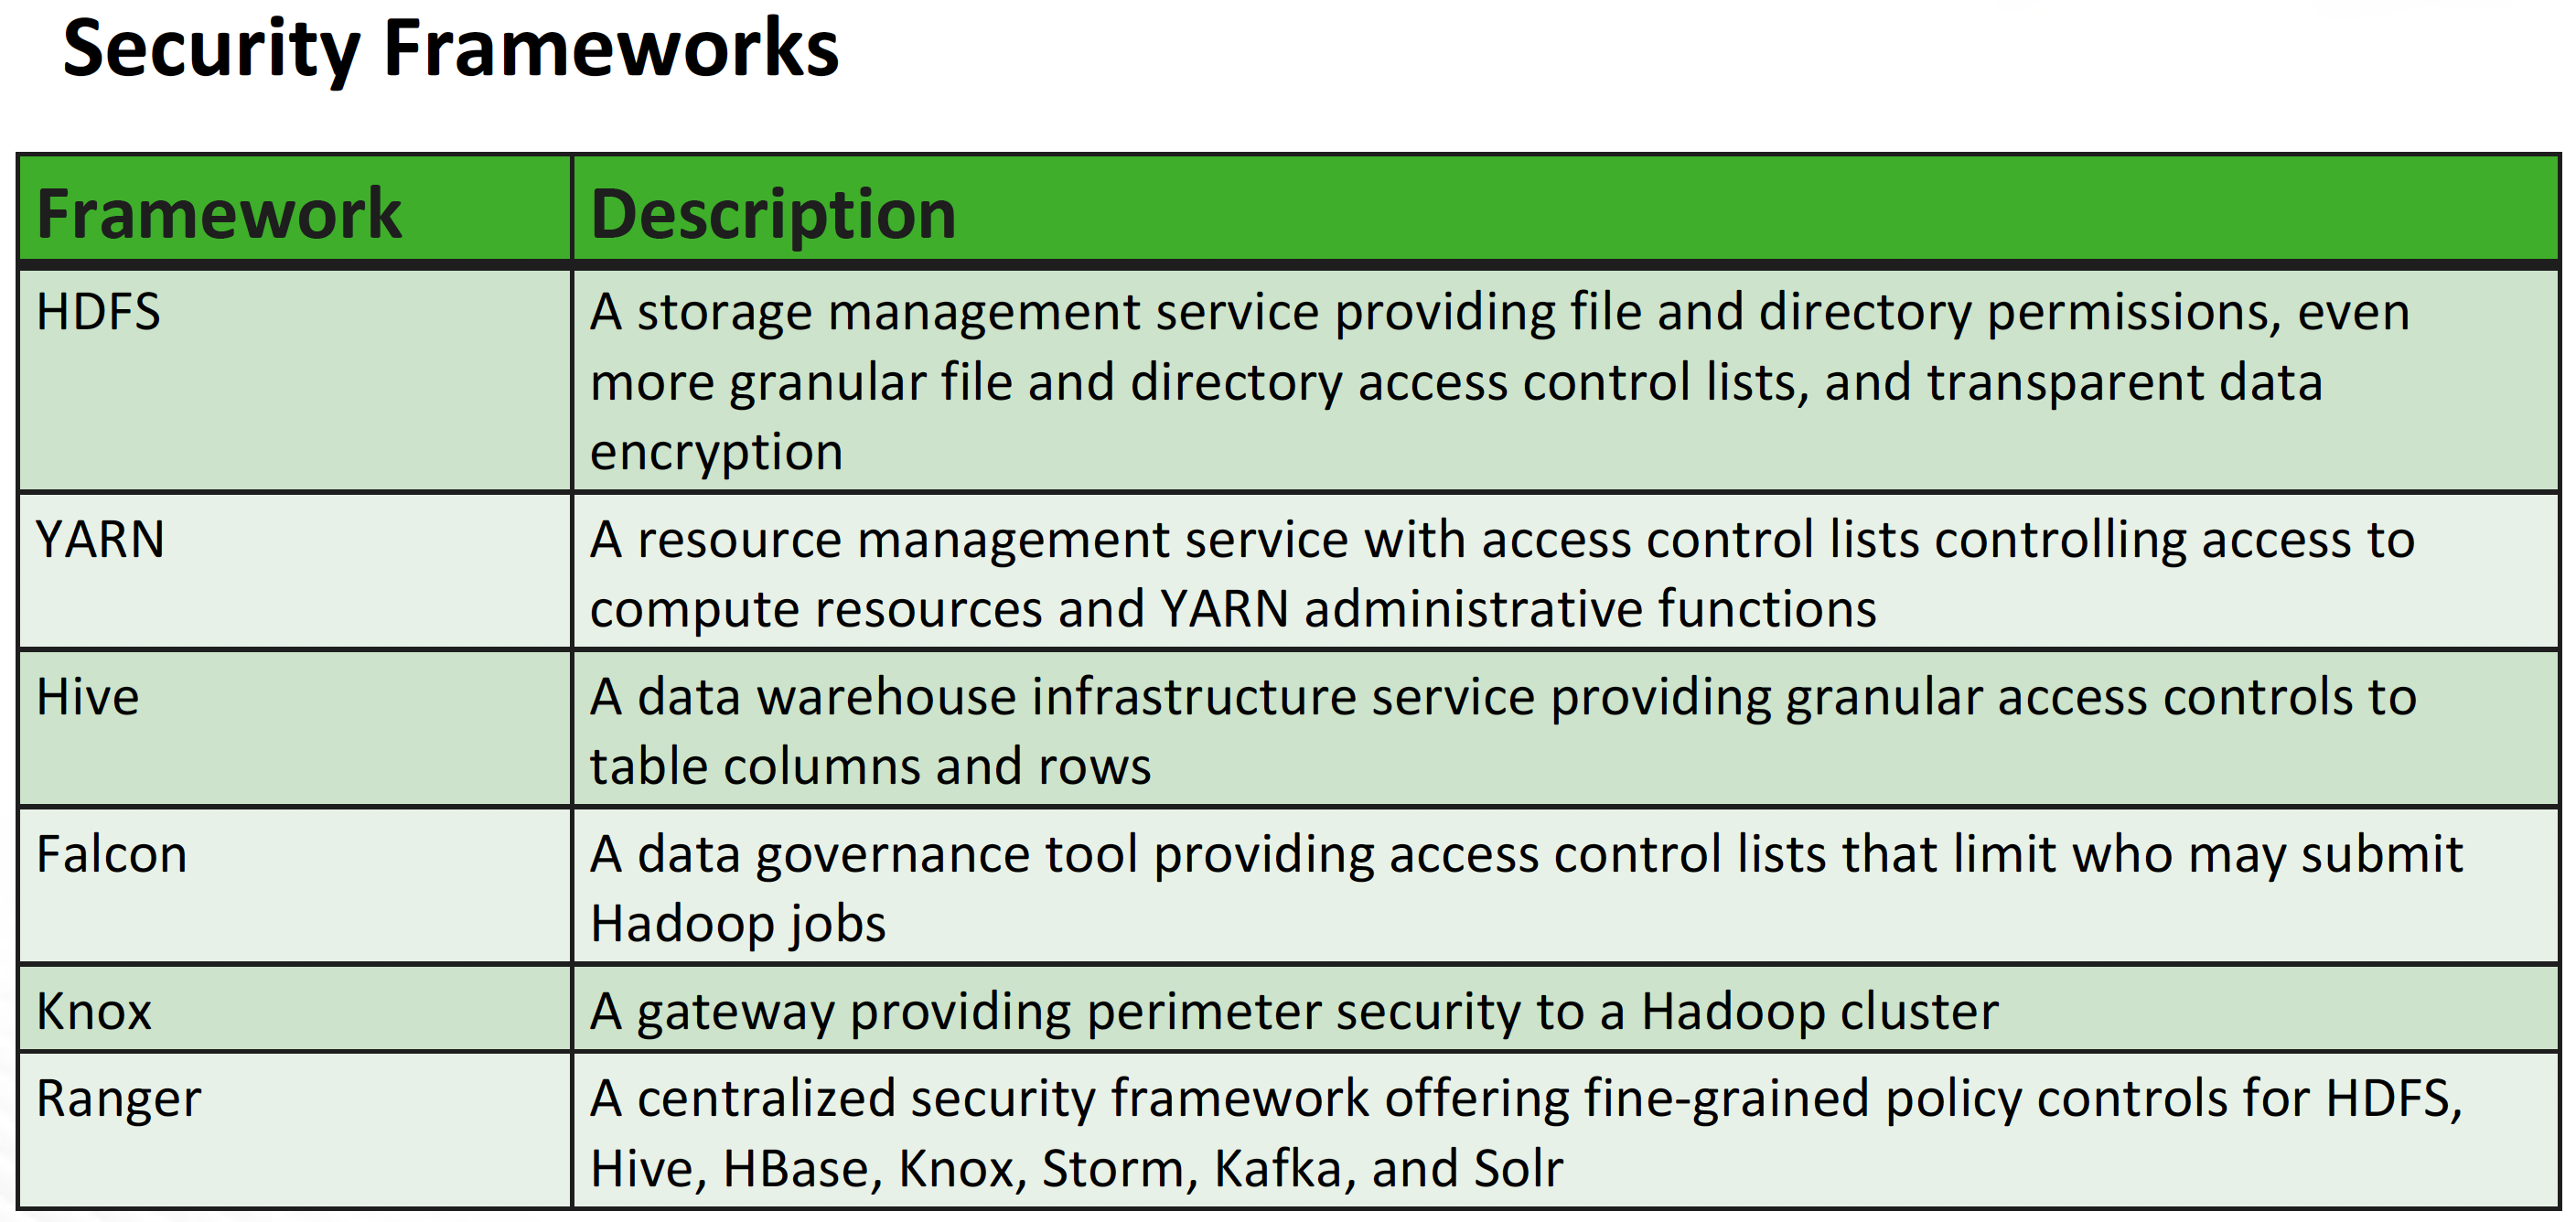 Security Frameworks
Framework
Description
HDFS
A storage management service providing file and directory permissions, even
more granular file and directory access control lists, and transparent data
encryption
YARN
A resource management service with access control lists controlling access to
compute resources and YARN administrative functions
Hive
A data warehouse infrastructure service providing granular access controls to
table columns and rows
Falcon
A data governance tool providing access control lists that limit who may submit
Hadoop jobs
Knox
A gateway providing perimeter security to a Hadoop cluster
Ranger
A centralized security framework offering fine-grained policy controls for HDFS,
Hive, HBase, Knox, Storm, Kafka, and Solr